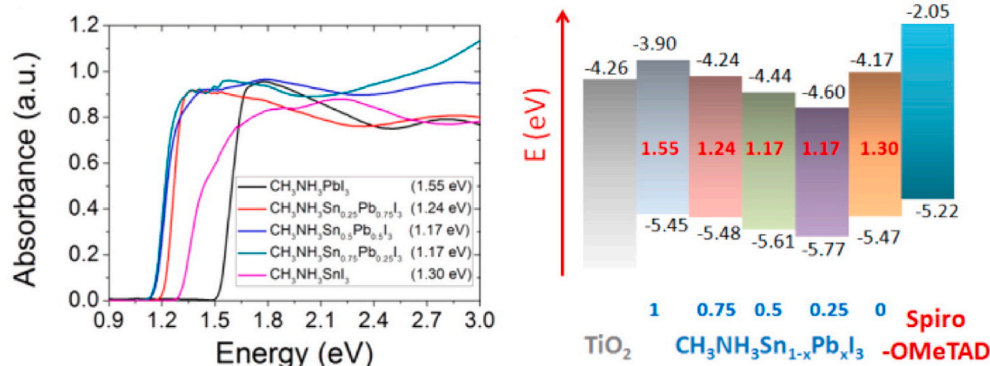 Absorbance (a.u.)
1.2
1.0
0.8
0.6
0.4
0.2
0.0
CH₃NH₃PbI₃ (1.55 eV)
CH₃NH₃Sn₀.₂₅Pb₀.₇₅I₃ (1.24 eV)
CH₃NH₃Sn₀.₅Pb₀.₅I₃ (1.17 eV)
CH₃NH₃Sn₀.₇₅Pb₀.₂₅I₃ (1.17 eV)
CH₃NH₃SnI₃ (1.30 eV)
0.9 1.2 1.5 1.8 2.1 2.4 2.7 3.0
Energy (eV)
E (eV)
-4.26 -3.90 -4.24 -4.44 -4.60 -4.17 -2.05
1.55 1.24 1.17 1.17 1.30
-5.45 -5.48 -5.61 -5.77 -5.47 -5.22
1 0.75 0.5 0.25 0
TiO₂ CH₃NH₃Sn₁₋ₓPbₓI₃
Spiro
-OMeTAD